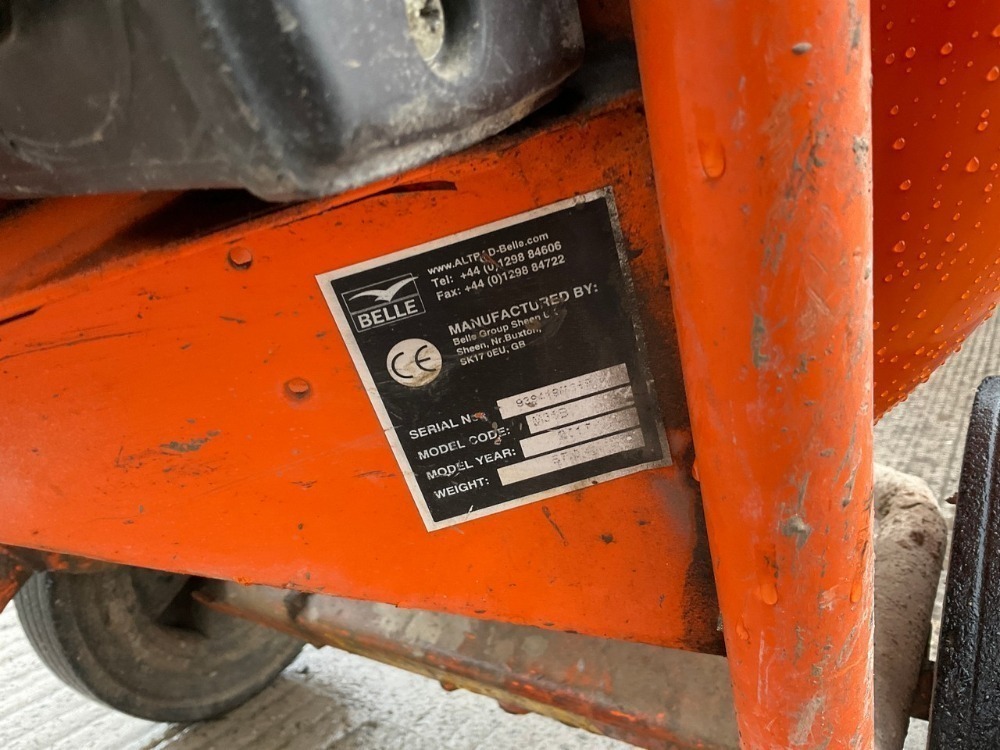 www.ALTRAD-Belle.com
Tel: +44 (0)1298 84606
Fax: +44 (0)1298 84722
BELLE
MANUFACTURED BY:
Belle Group Sheen
Sheen, Nr.Buxton,
SK17 0EU, GB
CE
SERIAL No:
MODEL CODE:
MODEL YEAR:
WEIGHT: